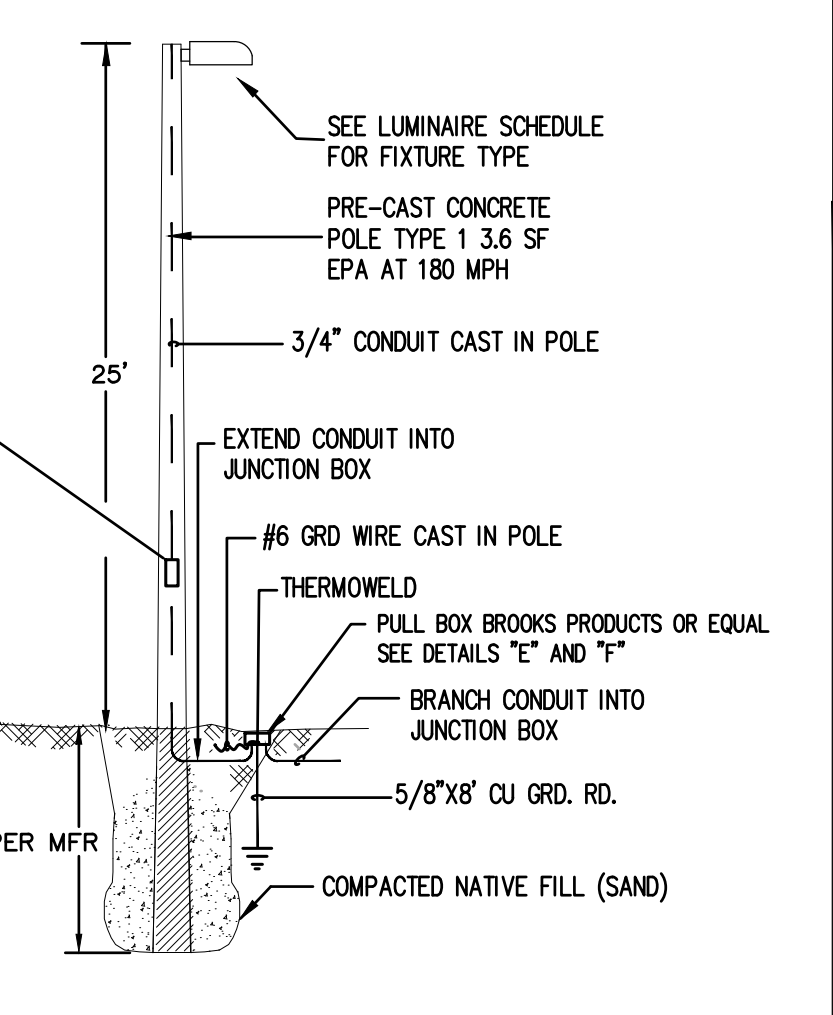 SEE LUMINAIRE SCHEDULE
FOR FIXTURE TYPE
PRE-CAST CONCRETE
POLE TYPE 1 3.6 SF
EPA AT 180 MPH
3/4" CONDUIT CAST IN POLE
25'
EXTEND CONDUIT INTO
JUNCTION BOX
#6 GRD WIRE CAST IN POLE
THERMOWELD
PULL BOX BROOKS PRODUCTS OR EQUAL
SEE DETAILS "E" AND "F"
BRANCH CONDUIT INTO
JUNCTION BOX
5/8"X8' CU GRD. RD.
PER MFR
COMPACTED NATIVE FILL (SAND)